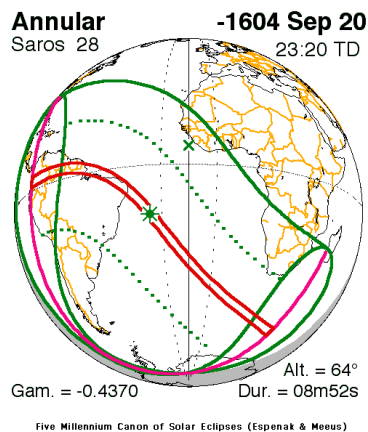 Annular -1604 Sep 20
Saros 28 23:20 TD
Alt. = 64°
Gam. = -0.4370 Dur. = 08m52s
Five Millennium Canon of Solar Eclipses (Espenak & Meeus)